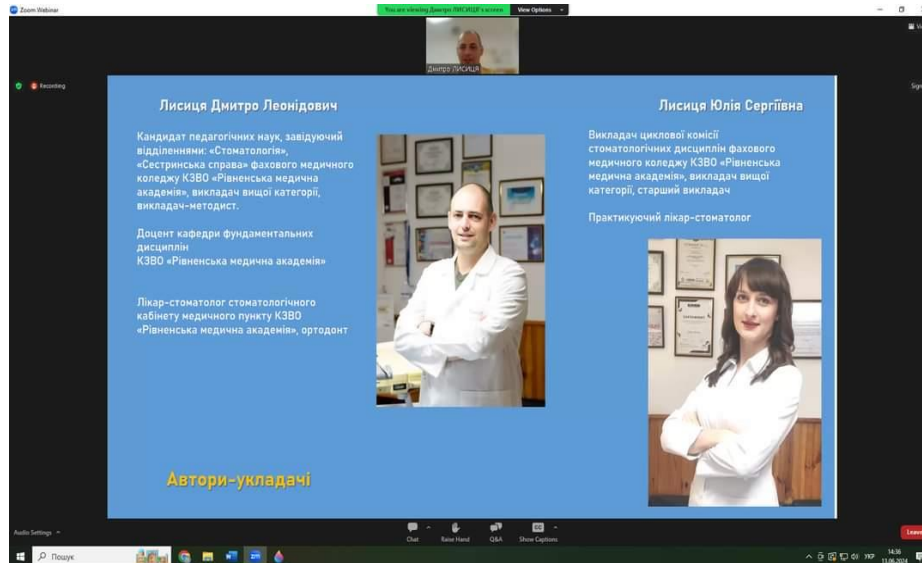 Zoom Webinar
You are viewing Дмитро ЛИСИЦЯ's screen
View Options
Дмитро ЛИСИЦЯ
Recording
Лисиця Дмитро Леонідович
Кандидат педагогічних наук, завідуючий
відділеннями: «Стоматологія»,
«Сестринська справа» фахового медичного
коледжу КЗВО «Рівненська медична
академія», викладач вищої категорії,
викладач-методист.
Доцент кафедри фундаментальних
дисциплін
КЗВО «Рівненська медична академія»
Лікар-стоматолог стоматологічного
кабінету медичного пункту КЗВО
«Рівненська медична академія», ортодонт
Лисиця Юлія Сергіївна
Викладач циклової комісії
стоматологічних дисциплін фахового
медичного коледжу КЗВО «Рівненська
медична академія», викладач вищої
категорії, старший викладач
Практикуючий лікар-стоматолог
Автори-укладачі
Audio Settings
Chat
Raise Hand
Q&A
Show Captions
Leave
Пошук
УКР
14:36
13.06.2024